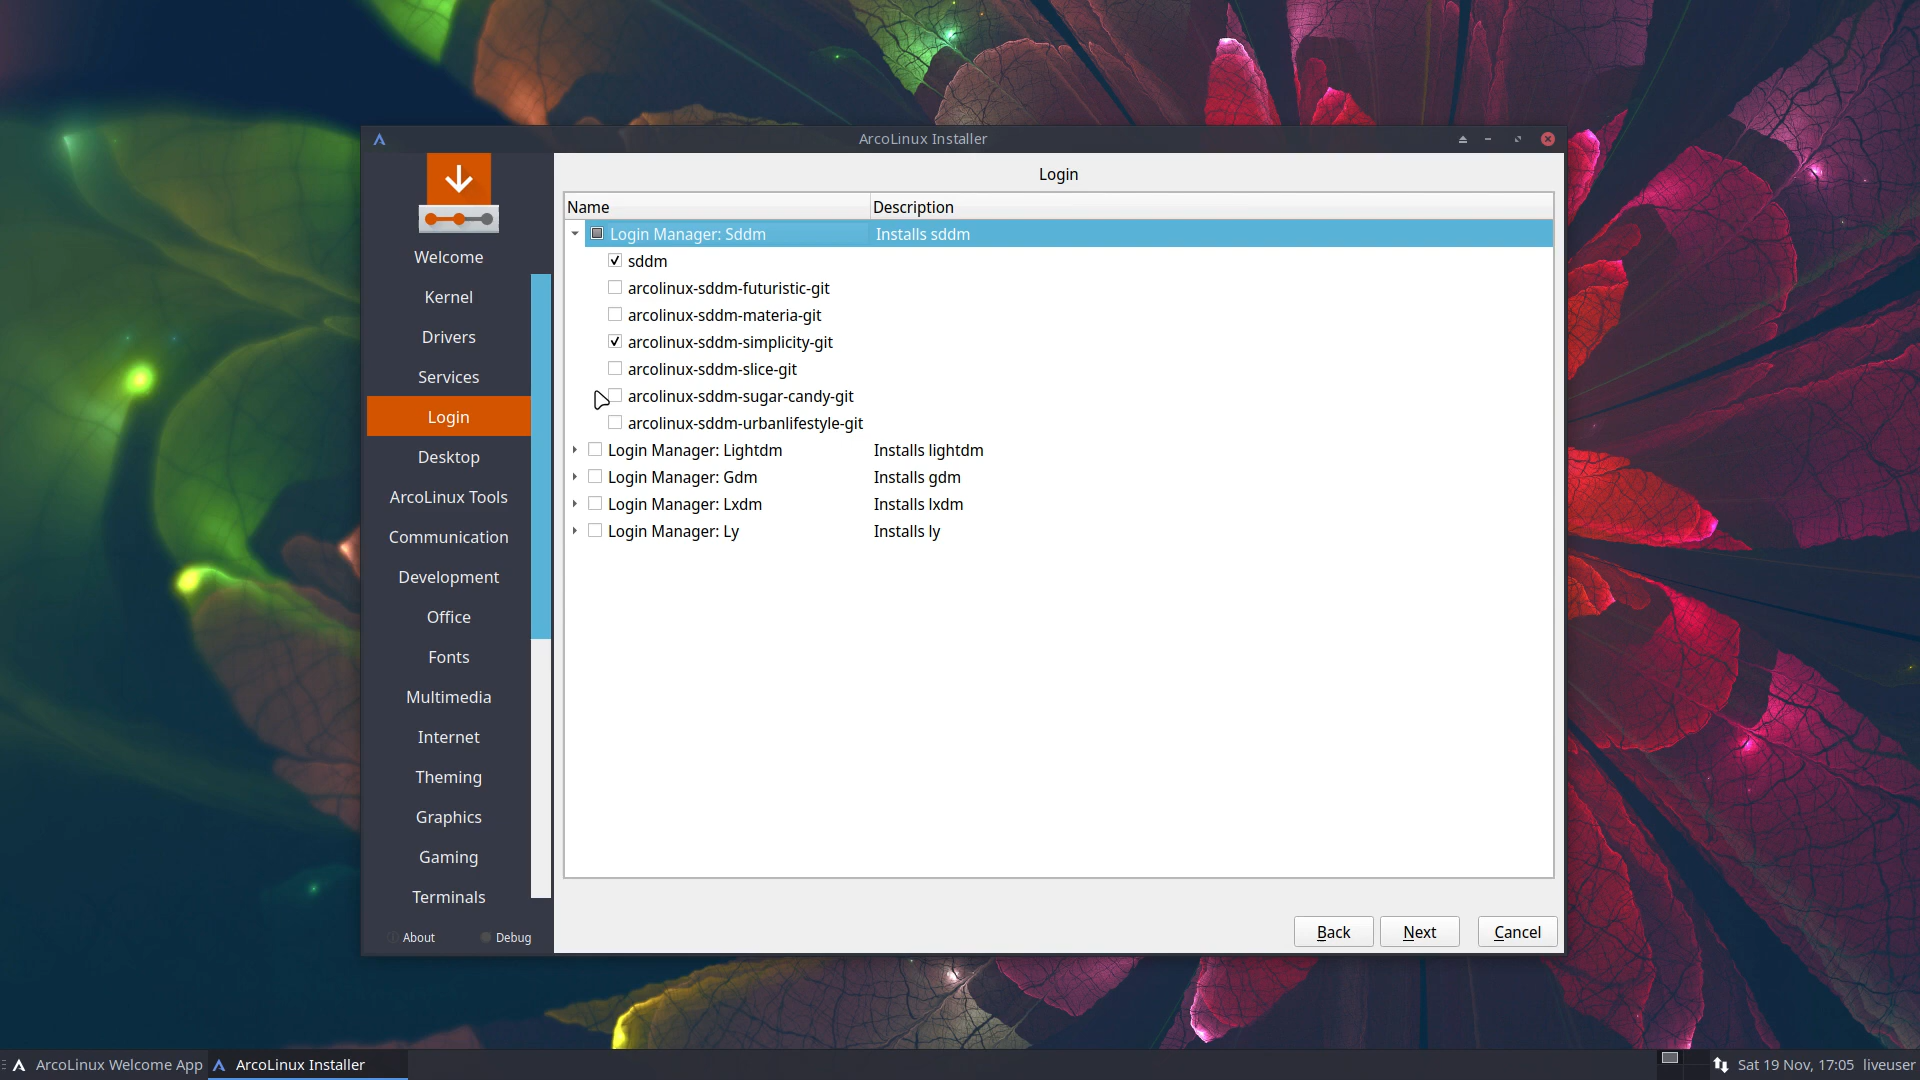 ArcoLinux Installer
Login
Name Description
Login Manager: Sddm Installs sddm
sddm
arcolinux-sddm-futuristic-git
arcolinux-sddm-materia-git
arcolinux-sddm-simplicity-git
arcolinux-sddm-slice-git
arcolinux-sddm-sugar-candy-git
arcolinux-sddm-urbanlifestyle-git
Login Manager: Lightdm Installs lightdm
Login Manager: Gdm Installs gdm
Login Manager: Lxdm Installs lxdm
Login Manager: Ly Installs ly
Welcome
Kernel
Drivers
Services
Login
Desktop
ArcoLinux Tools
Communication
Development
Office
Fonts
Multimedia
Internet
Theming
Graphics
Gaming
Terminals
About Debug
Back Next Cancel
ArcoLinux Welcome App ArcoLinux Installer Sat 19 Nov, 17:05 liveuser